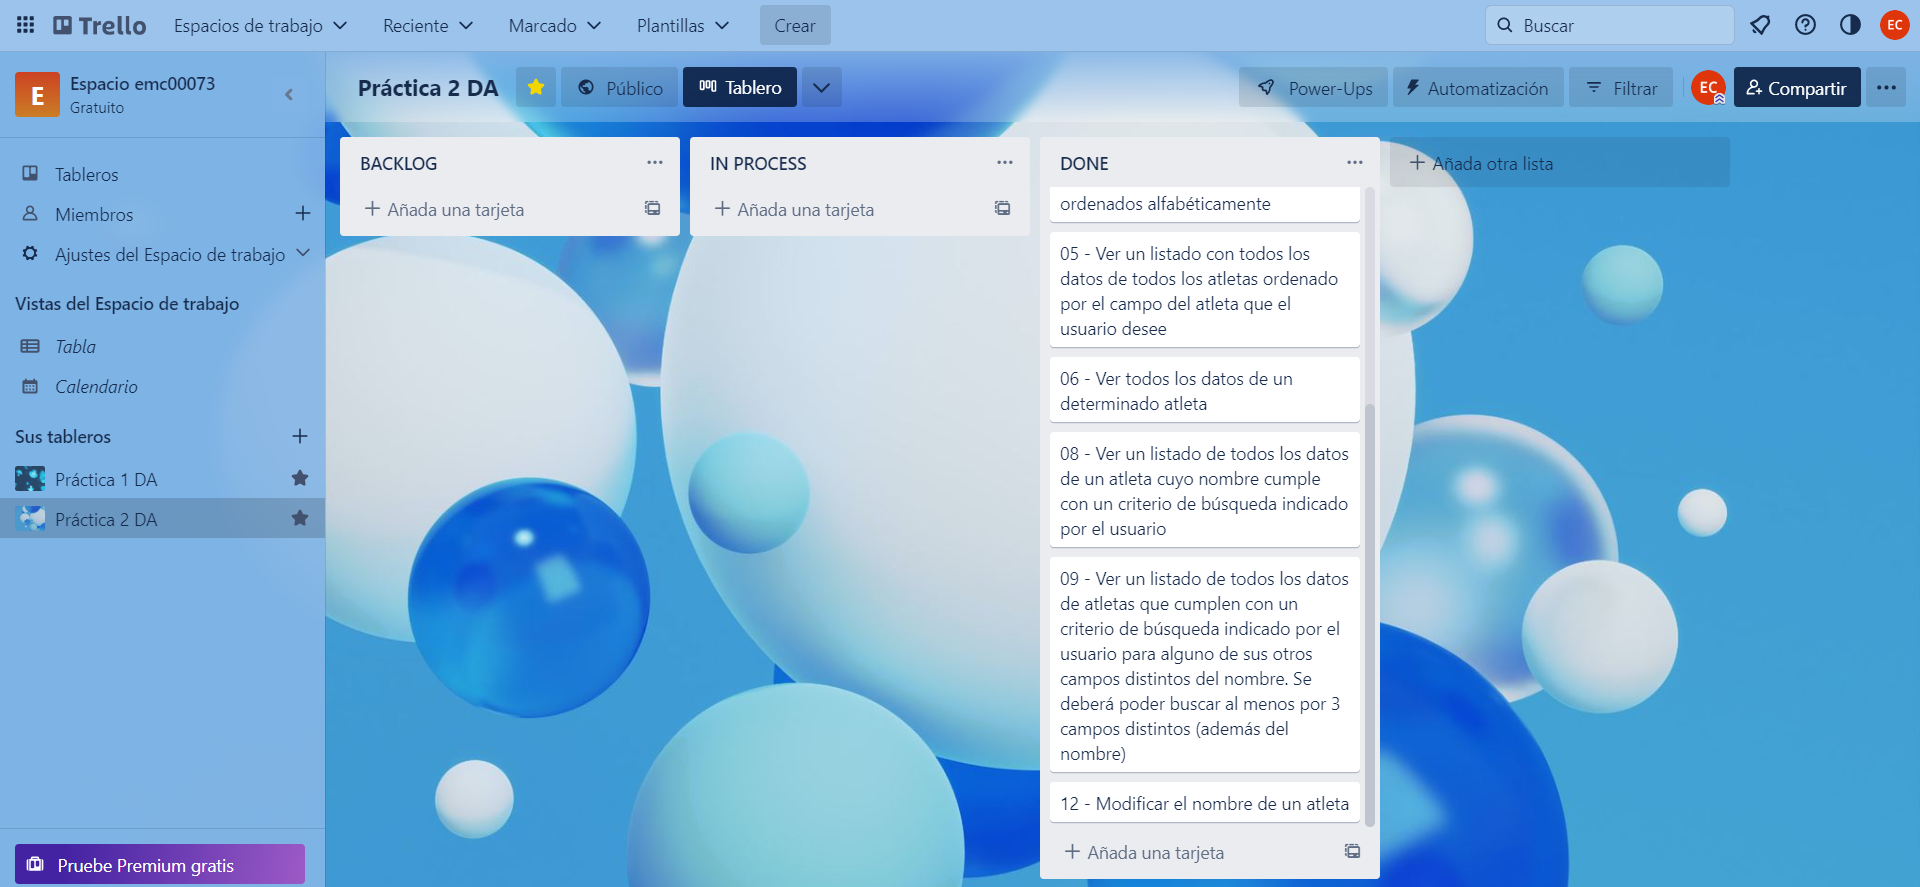 Trello
Espacios de trabajo
Reciente
Marcado
Plantillas
Crear
Buscar
EC
E
Espacio emc00073
Gratuito
Práctica 2 DA
Público
Tablero
Power-Ups
Automatización
Filtrar
EC
Compartir
Tableros
Miembros
Ajustes del Espacio de trabajo
Vistas del Espacio de trabajo
Tabla
Calendario
Sus tableros
Práctica 1 DA
Práctica 2 DA
Pruebe Premium gratis
BACKLOG
Añada una tarjeta
IN PROCESS
Añada una tarjeta
DONE
ordenados alfabéticamente
05 - Ver un listado con todos los
datos de todos los atletas ordenado
por el campo del atleta que el
usuario desee
06 - Ver todos los datos de un
determinado atleta
08 - Ver un listado de todos los datos
de un atleta cuyo nombre cumple
con un criterio de búsqueda indicado
por el usuario
09 - Ver un listado de todos los datos
de atletas que cumplen con un
criterio de búsqueda indicado por el
usuario para alguno de sus otros
campos distintos del nombre. Se
deberá poder buscar al menos por 3
campos distintos (además del
nombre)
12 - Modificar el nombre de un atleta
Añada una tarjeta
Añada otra lista